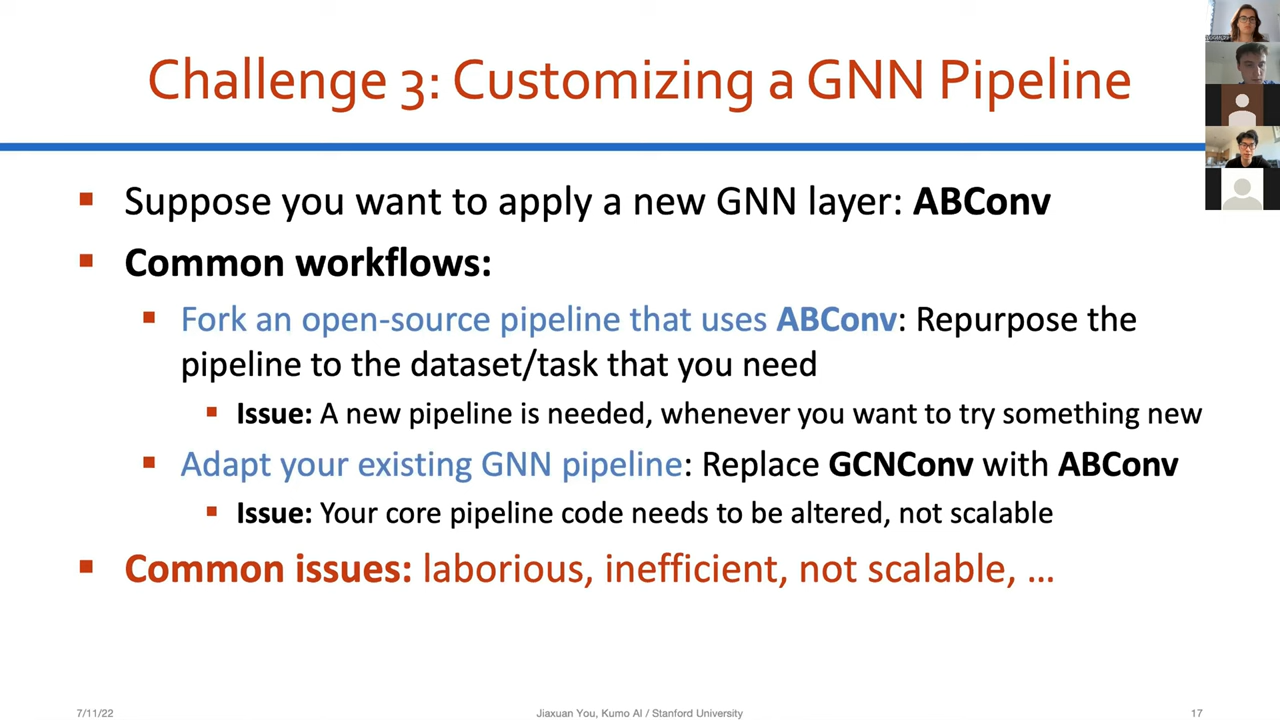 Challenge 3: Customizing a GNN Pipeline
Suppose you want to apply a new GNN layer: ABConv
Common workflows:
Fork an open-source pipeline that uses ABConv: Repurpose the
pipeline to the dataset/task that you need
Issue: A new pipeline is needed, whenever you want to try something new
Adapt your existing GNN pipeline: Replace GCNConv with ABConv
Issue: Your core pipeline code needs to be altered, not scalable
Common issues: laborious, inefficient, not scalable, …
7/11/22
Jiaxuan You, Kumo AI / Stanford University
17